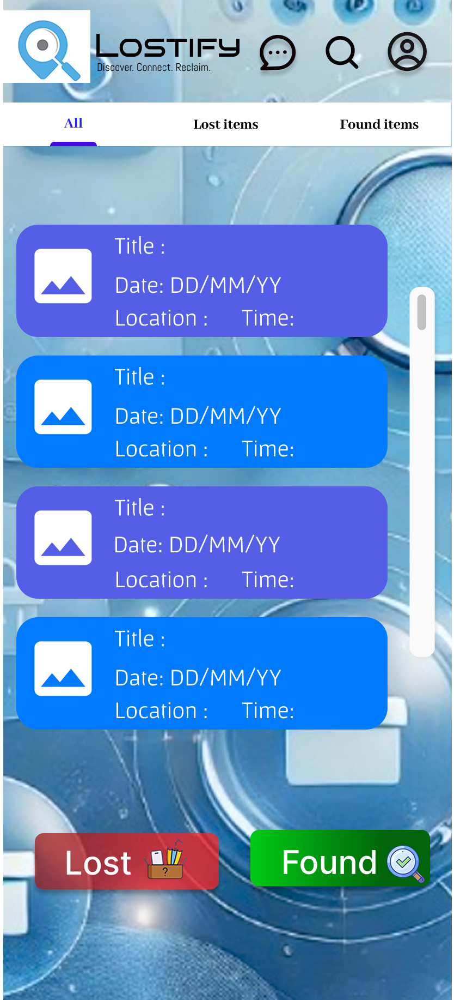 Lostify
Discover. Connect. Reclaim.
All Lost items Found items
Title :
Date: DD/MM/YY
Location : Time:
Title :
Date: DD/MM/YY
Location : Time:
Title :
Date: DD/MM/YY
Location : Time:
Title :
Date: DD/MM/YY
Location : Time:
Lost ? Found